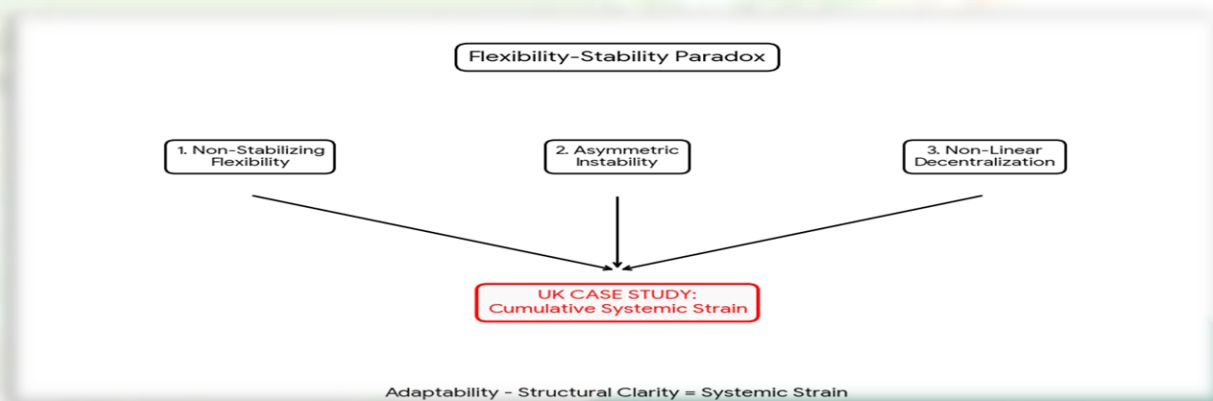 Flexibility-Stability Paradox
1. Non-Stabilizing
Flexibility
2. Asymmetric
Instability
3. Non-Linear
Decentralization
UK CASE STUDY:
Cumulative Systemic Strain
Adaptability - Structural Clarity = Systemic Strain